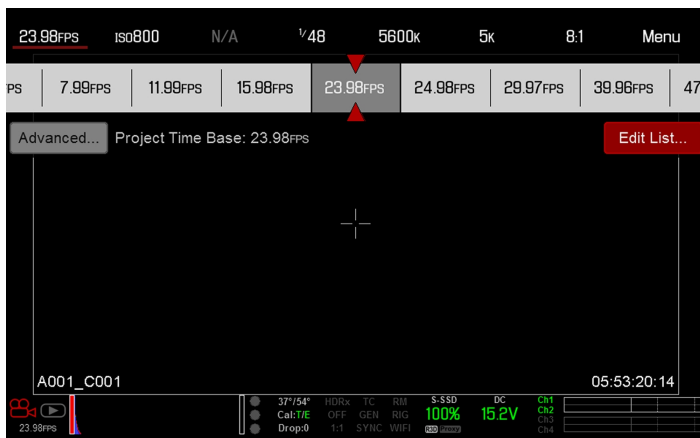 23.98FPS ISO800 N/A 1/48 5600K 5K 8:1 Menu
PS 7.99FPS 11.99FPS 15.98FPS 23.98FPS 24.98FPS 29.97FPS 39.96FPS 47
Advanced... Project Time Base: 23.98FPS Edit List...
A001_C001 05:53:20:14
37°/54° HDRx TC RM S-SSD DC Ch1
Cal:T/E OFF GEN RIG 100% 15.2V Ch2
Drop:0 1:1 SYNC WIFI R3D Proxy Ch3
23.98FPS Ch4